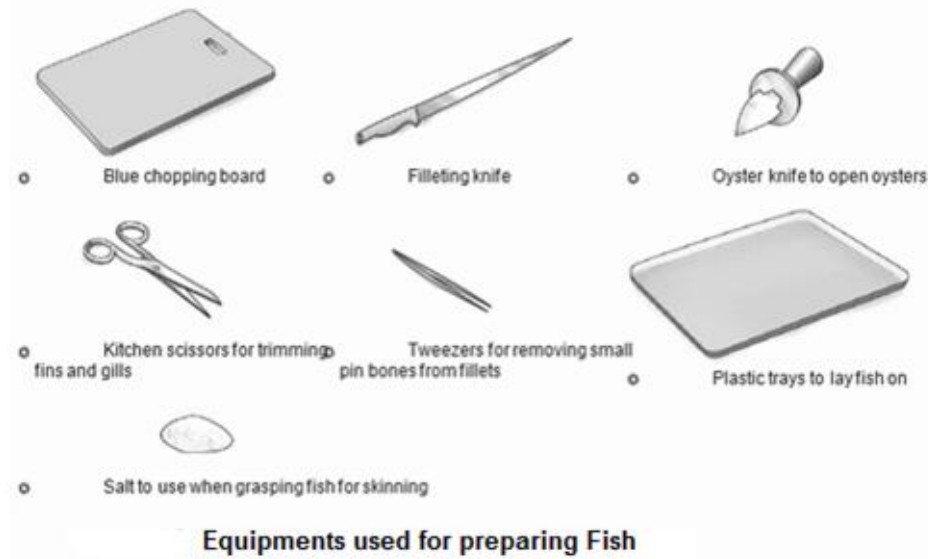 Blue chopping board
Filleting knife
Oyster knife to open oysters
Kitchen scissors for trimming
fins and gills
Tweezers for removing small
pin bones from fillets
Plastic trays to lay fish on
Salt to use when grasping fish for skinning
Equipments used for preparing Fish